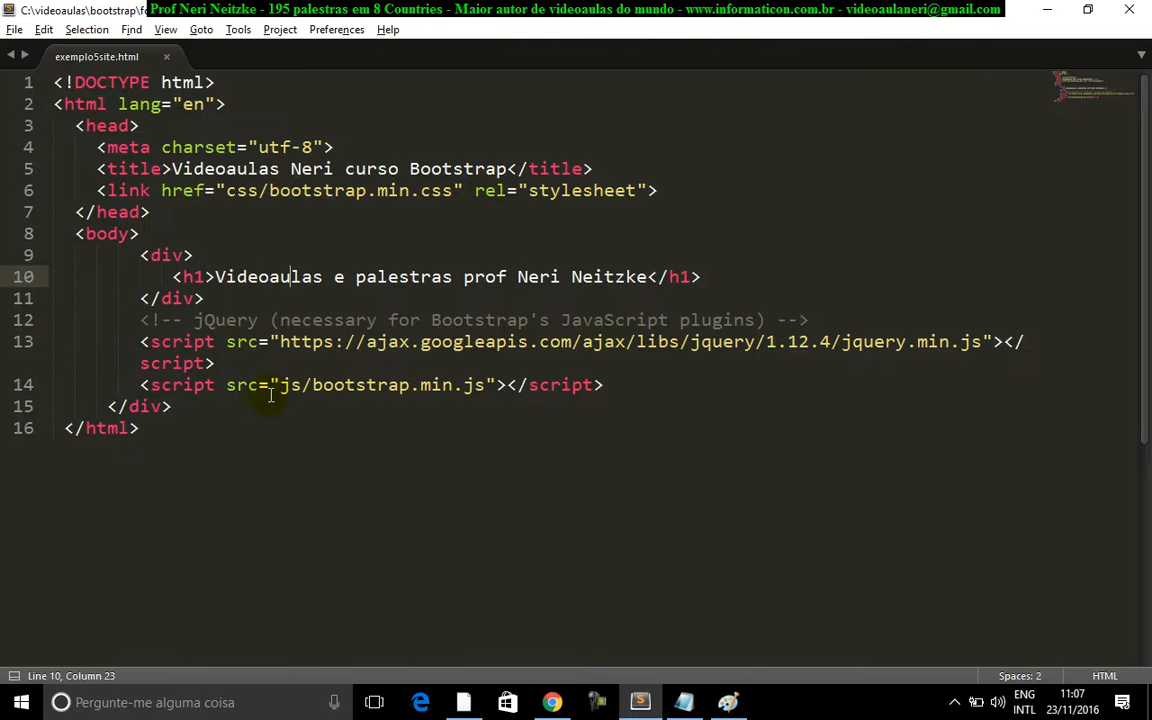 C:\videoaulas\bootstrap\fe
Prof Neri Neitzke - 195 palestras em 8 Countries - Maior autor de videoaulas do mundo - www.informaticon.com.br - videoaulaneri@gmail.com
File Edit Selection Find View Goto Tools Project Preferences Help
exemplo5site.html ×
1 <!DOCTYPE html>
2 <html lang="en">
3 <head>
4 <meta charset="utf-8">
5 <title>Videoaulas Neri curso Bootstrap</title>
6 <link href="css/bootstrap.min.css" rel="stylesheet">
7 </head>
8 <body>
9 <div>
10 <h1>Videoaulas e palestras prof Neri Neitzke</h1>
11 </div>
12 <!-- jQuery (necessary for Bootstrap's JavaScript plugins) -->
13 <script src="https://ajax.googleapis.com/ajax/libs/jquery/1.12.4/jquery.min.js"></
script>
14 <script src="js/bootstrap.min.js"></script>
15 </div>
16 </html>
Line 10, Column 23 Spaces: 2 HTML
Pergunte-me alguma coisa
ENG 11:07
INTL 23/11/2016